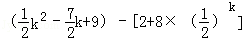 (1/2k² − 7/2k+9) − [2+8× (1/2)ᵏ]